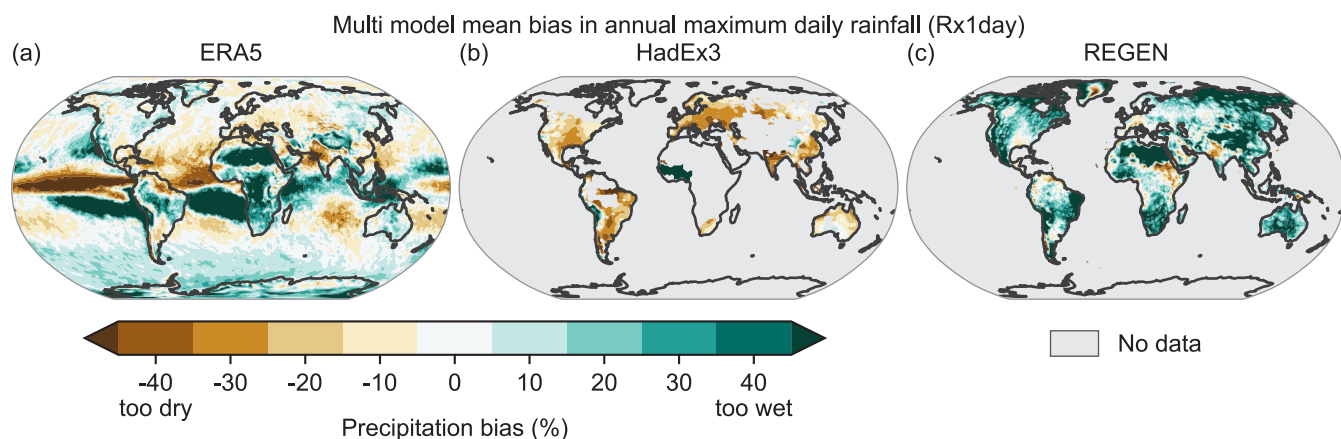 Multi model mean bias in annual maximum daily rainfall (Rx1day)
(a) ERA5 (b) HadEx3 (c) REGEN
-40 -30 -20 -10 0 10 20 30 40
too dry too wet
Precipitation bias (%)
No data